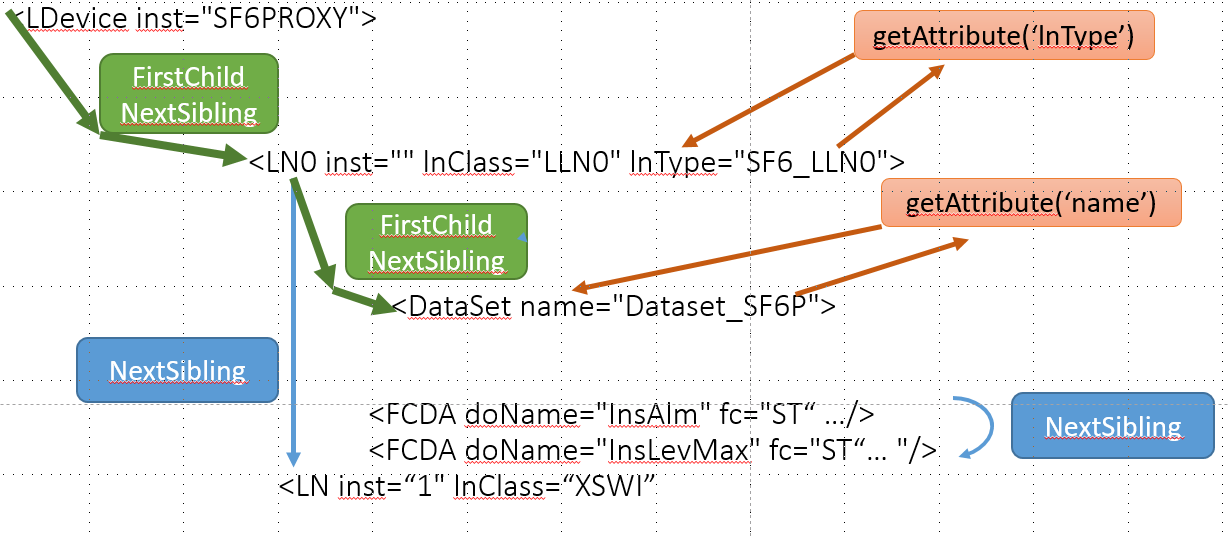 <LDevice inst="SF6PROXY">
getAttribute(‘lnType’)
FirstChild
NextSibling
<LN0 inst="" lnClass="LLN0" lnType="SF6_LLN0">
getAttribute(‘name’)
FirstChild
NextSibling
<DataSet name="Dataset_SF6P">
NextSibling
<FCDA doName="InsAlm" fc="ST“ .../>
NextSibling
<FCDA doName="InsLevMax" fc="ST“... "/>
<LN inst=“1" lnClass=“XSWI”